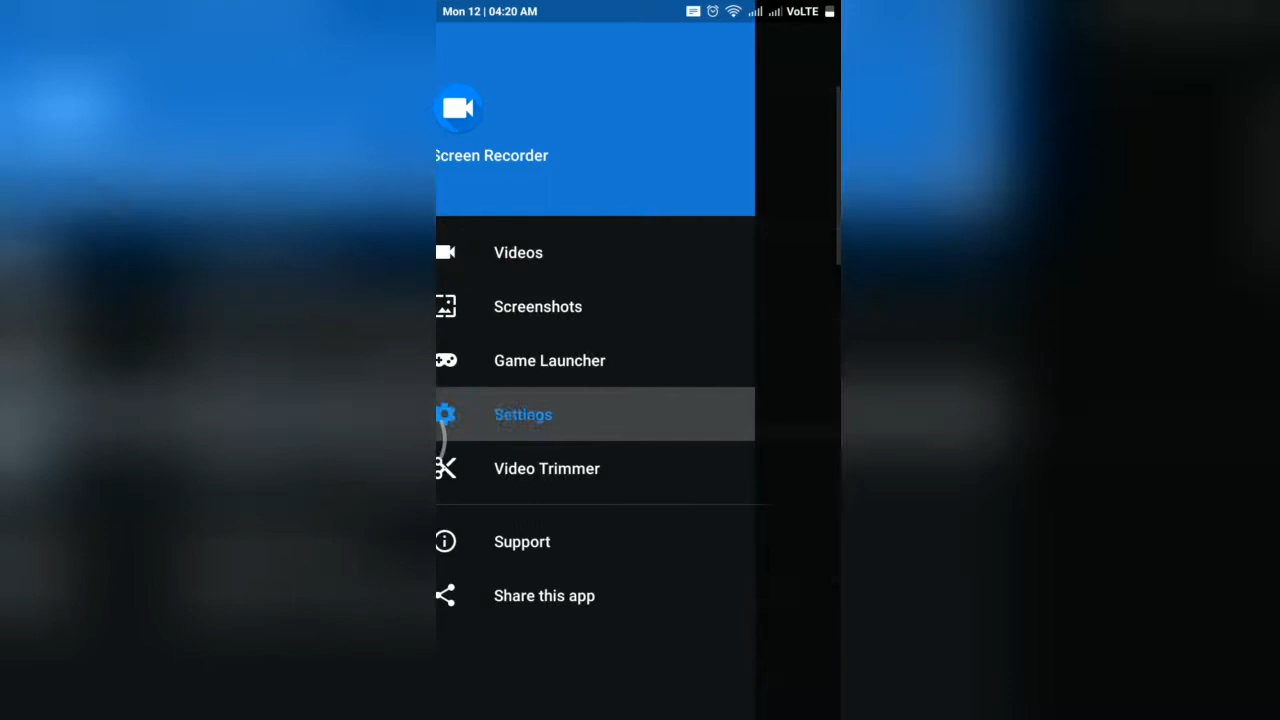 Mon 12 | 04:20 AM
VoLTE
Screen Recorder
Videos
Screenshots
Game Launcher
Settings
Video Trimmer
Support
Share this app